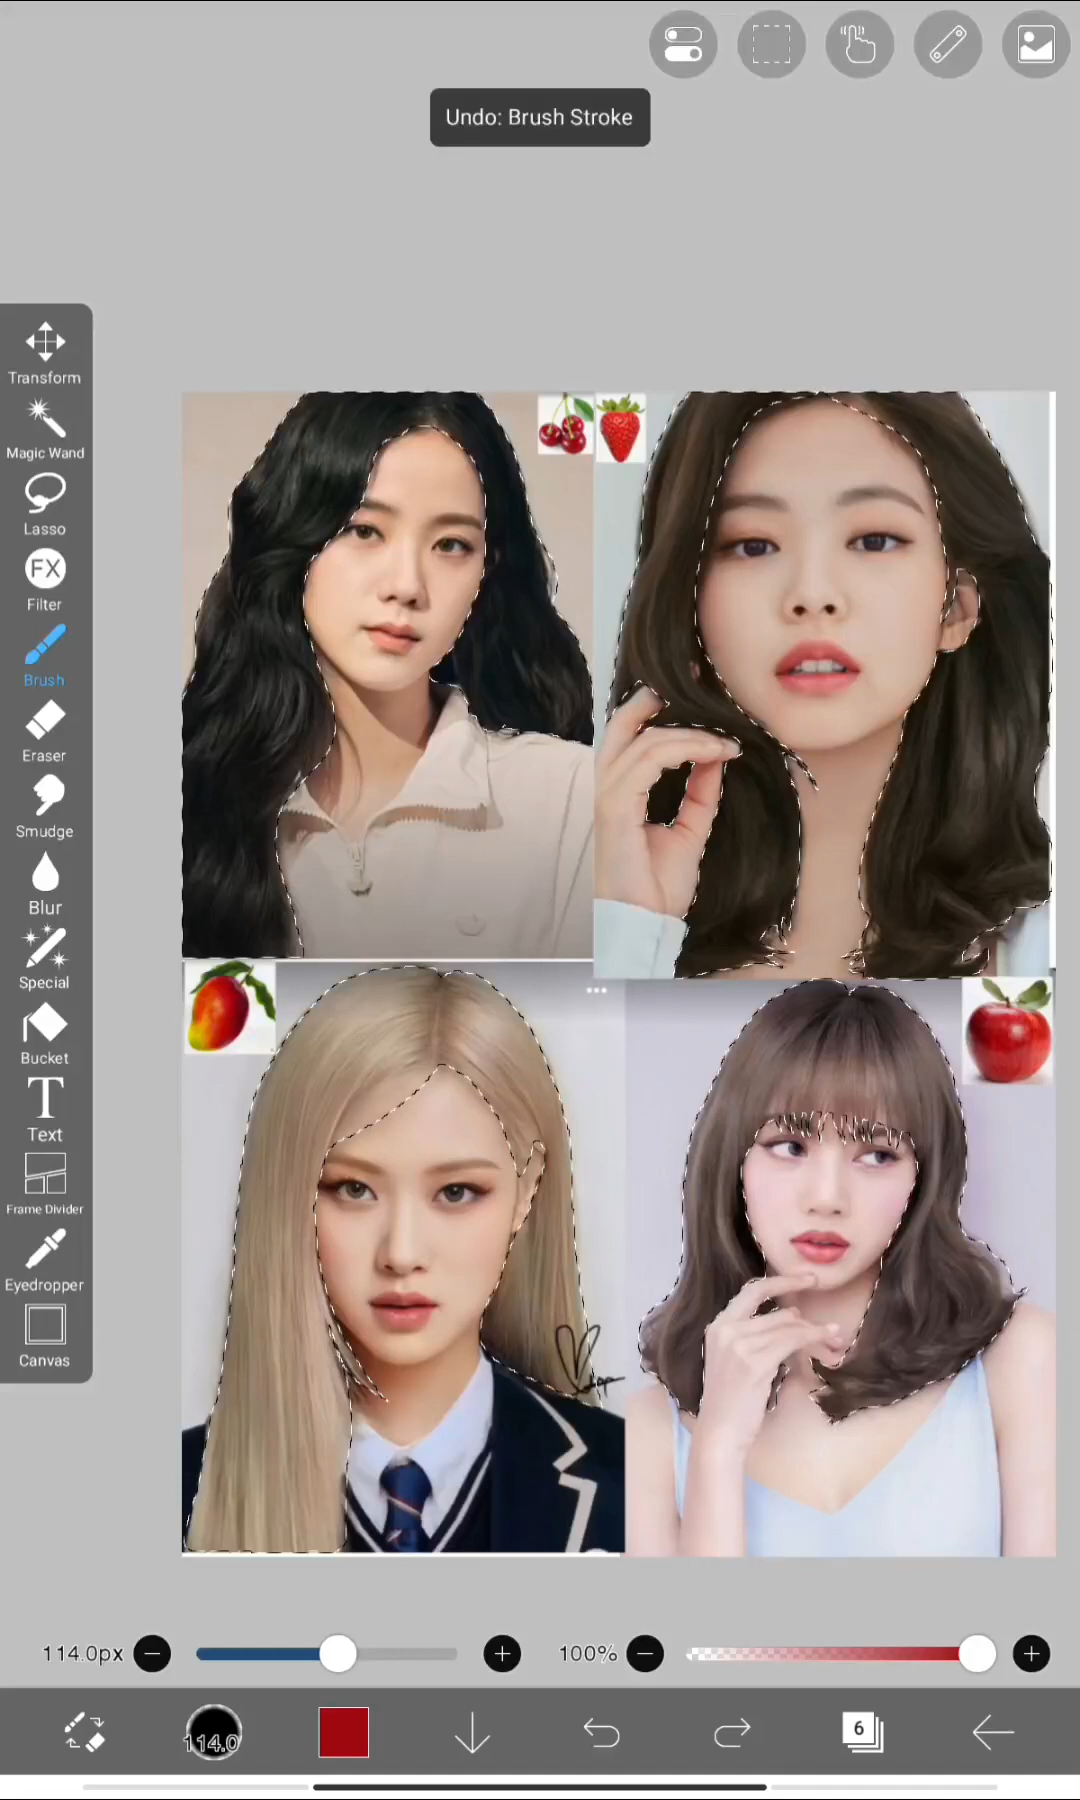 Undo: Brush Stroke
Transform
Magic Wand
Lasso
FX
Filter
Brush
Eraser
Smudge
Blur
Special
Bucket
T
Text
Frame Divider
Eyedropper
Canvas
114.0px
100%
114.0
6